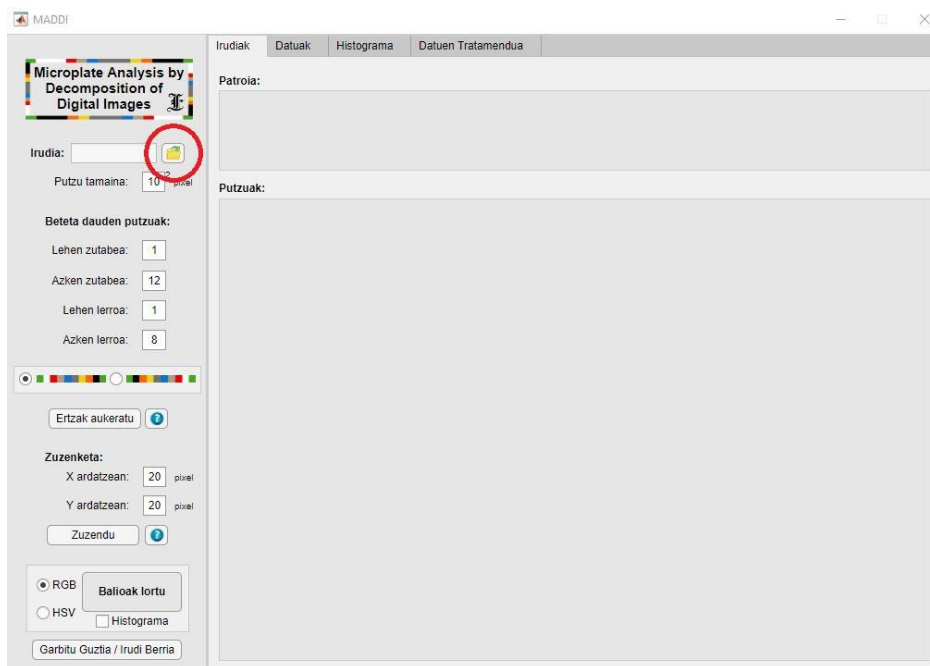 MADDI
Irudiak Datuak Histograma Datuen Tratamendua
Microplate Analysis by
Decomposition of
Digital Images
Irudia:
Putzu tamaina: 10 2 pixel
Beteta dauden putzuak:
Lehen zutabea: 1
Azken zutabea: 12
Lehen lerroa: 1
Azken lerroa: 8
Ertzak aukeratu ?
Zuzenketa:
X ardatzean: 20 pixel
Y ardatzean: 20 pixel
Zuzendu ?
RGB
Balioak lortu
HSV
Histograma
Garbitu Guztia / Irudi Berria
Patroia:
Putzuak: